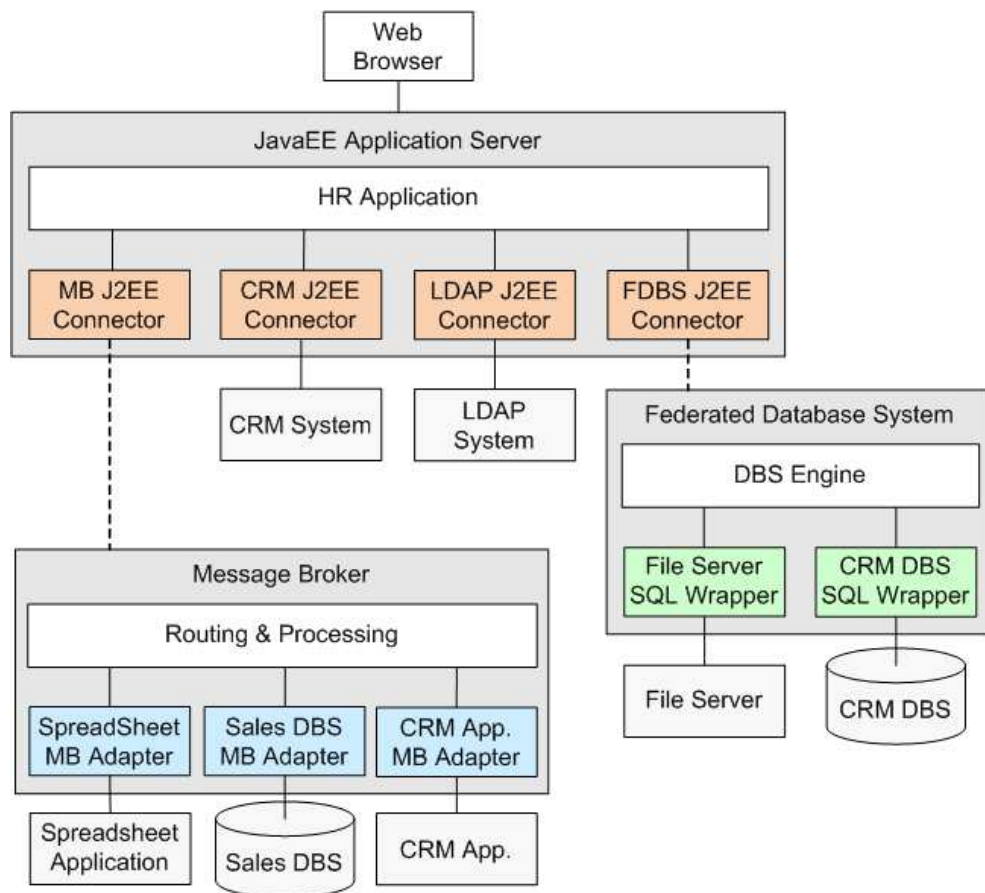 Web
Browser
JavaEE Application Server
HR Application
MB J2EE
Connector
CRM J2EE
Connector
LDAP J2EE
Connector
FDBS J2EE
Connector
CRM System
LDAP
System
Federated Database System
DBS Engine
File Server
SQL Wrapper
CRM DBS
SQL Wrapper
File Server
CRM DBS
Message Broker
Routing & Processing
SpreadSheet
MB Adapter
Sales DBS
MB Adapter
CRM App.
MB Adapter
Spreadsheet
Application
Sales DBS
CRM App.